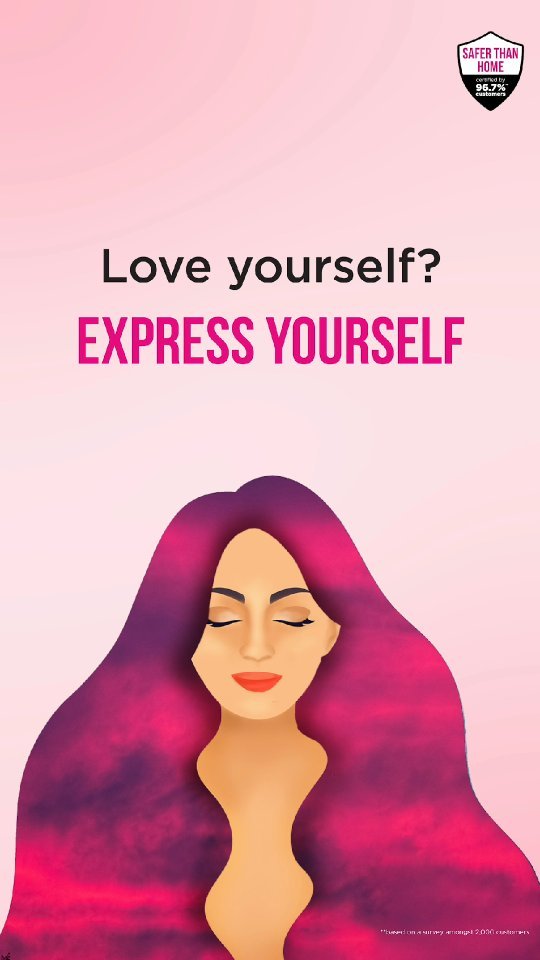 SAFER THAN
HOME
certified by
96.7%**
customers
Love yourself?
EXPRESS YOURSELF
**based on a survey amongst 2,000 customers